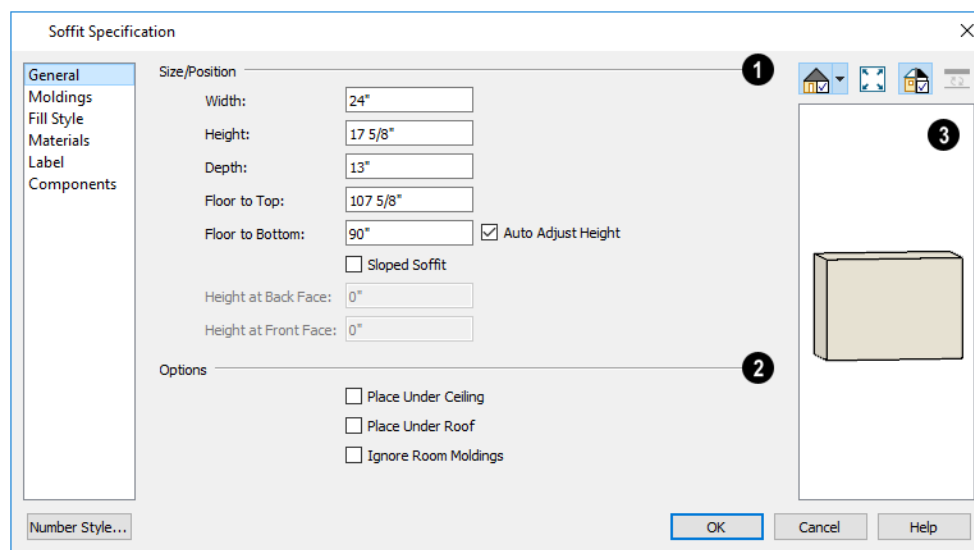 Soffit Specification
General
Moldings
Fill Style
Materials
Label
Components
Size/Position
1
Width: 24"
Height: 17 5/8"
Depth: 13"
Floor to Top: 107 5/8"
Floor to Bottom: 90" Auto Adjust Height
Sloped Soffit
Height at Back Face: 0"
Height at Front Face: 0"
Options
2
Place Under Ceiling
Place Under Roof
Ignore Room Moldings
3
Number Style...
OK
Cancel
Help